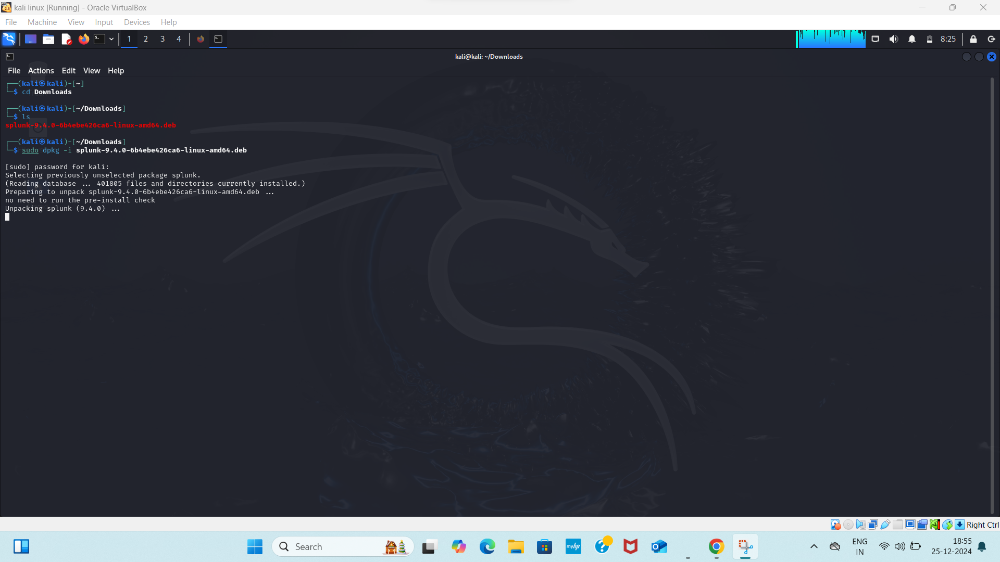 kali linux [Running] - Oracle VirtualBox
File Machine View Input Devices Help
1 2 3 4 8:25
kali@kali: ~/Downloads
File Actions Edit View Help
┌──(kali㉿kali)-[~]
└─$ cd Downloads
┌──(kali㉿kali)-[~/Downloads]
└─$ ls
splunk-9.4.0-6b4ebe426ca6-linux-amd64.deb
┌──(kali㉿kali)-[~/Downloads]
└─$ sudo dpkg -i splunk-9.4.0-6b4ebe426ca6-linux-amd64.deb
[sudo] password for kali:
Selecting previously unselected package splunk.
(Reading database ... 401805 files and directories currently installed.)
Preparing to unpack splunk-9.4.0-6b4ebe426ca6-linux-amd64.deb ...
no need to run the pre-install check
Unpacking splunk (9.4.0) ...
Right Ctrl
Search
myhp
ENG
IN
18:55
25-12-2024